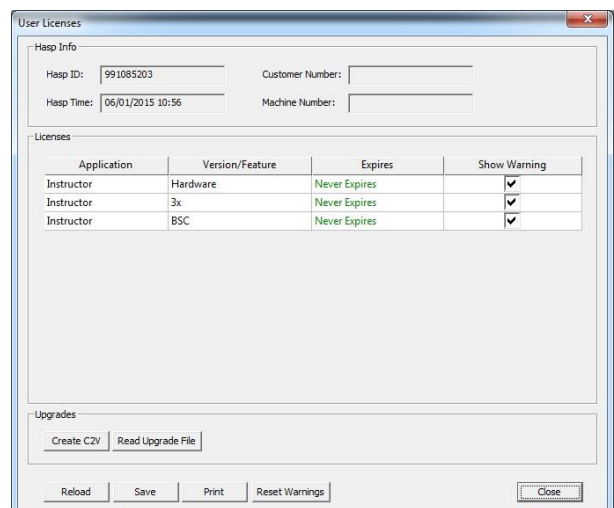 User Licenses
Hasp Info
Hasp ID: 991085203 Customer Number:
Hasp Time: 06/01/2015 10:56 Machine Number:
Licenses
Application Version/Feature Expires Show Warning
Instructor Hardware Never Expires
Instructor 3x Never Expires
Instructor BSC Never Expires
Upgrades
Create C2V Read Upgrade File
Reload Save Print Reset Warnings Close